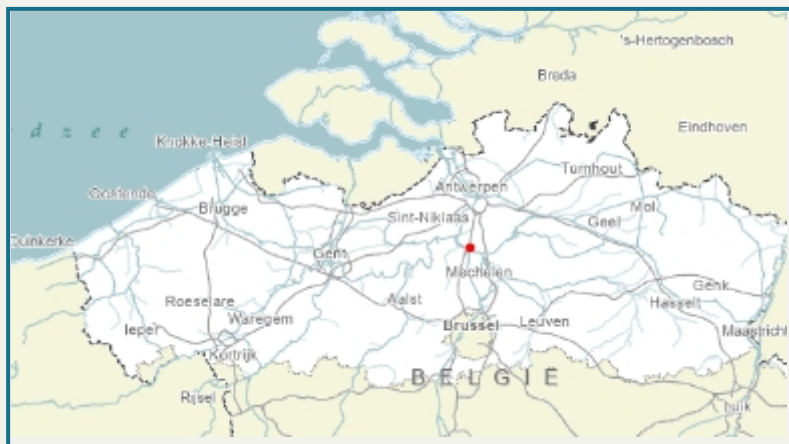 's-Hertogenbosch
Breda
d z e e
Eindhoven
Knokke-Heist
Turnhout
Antwerpen
Oostende
Mol
Brugge
Sint-Niklaas
Geel
Duinkerke
Gent
Mechelen
Genk
Roeselare
Aalst
Hasselt
Ieper
Waregem
Brussel
Leuven
Maastricht
Kortrijk
BELGIË
Rijsel
Luik